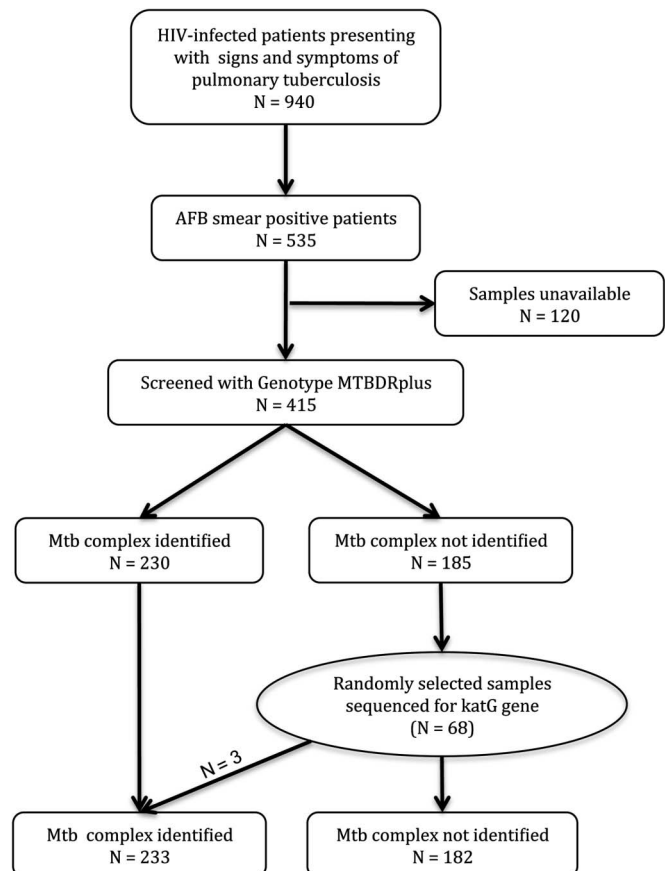 HIV-infected patients presenting
with signs and symptoms of
pulmonary tuberculosis
N = 940
AFB smear positive patients
N = 535
Samples unavailable
N = 120
Screened with Genotype MTBDRplus
N = 415
Mtb complex identified
N = 230
Mtb complex not identified
N = 185
Randomly selected samples
sequenced for katG gene
(N = 68)
N = 3
Mtb complex identified
N = 233
Mtb complex not identified
N = 182